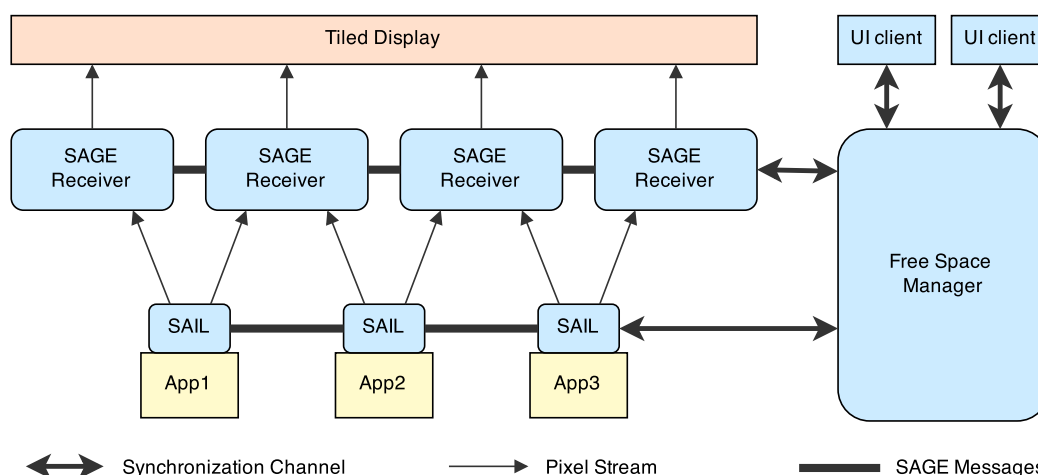 Tiled Display
UI client
UI client
SAGE
Receiver
SAGE
Receiver
SAGE
Receiver
SAGE
Receiver
Free Space
Manager
SAIL
SAIL
SAIL
App1
App2
App3
Synchronization Channel
Pixel Stream
SAGE Messages